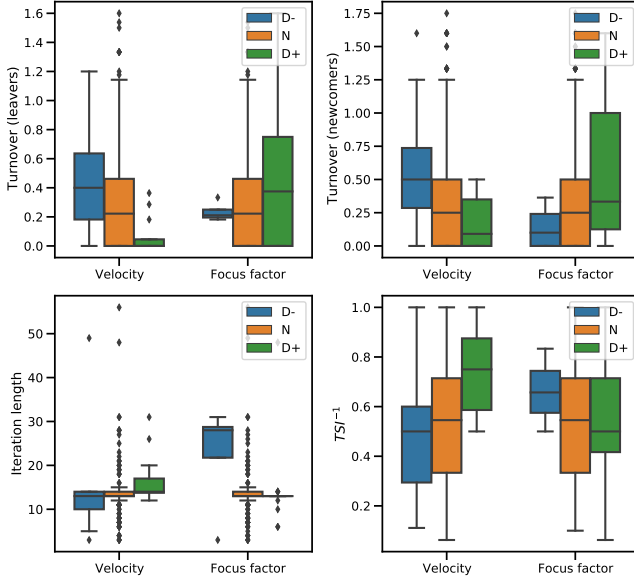 1.6
1.4
1.2
1.0
0.8
0.6
0.4
0.2
0.0
Turnover (leavers)
Velocity
Focus factor
D-
N
D+
1.75
1.50
1.25
1.00
0.75
0.50
0.25
0.00
Turnover (newcomers)
Velocity
Focus factor
D-
N
D+
50
40
30
20
10
Iteration length
Velocity
Focus factor
D-
N
D+
1.0
0.8
0.6
0.4
0.2
TSI⁻¹
Velocity
Focus factor
D-
N
D+